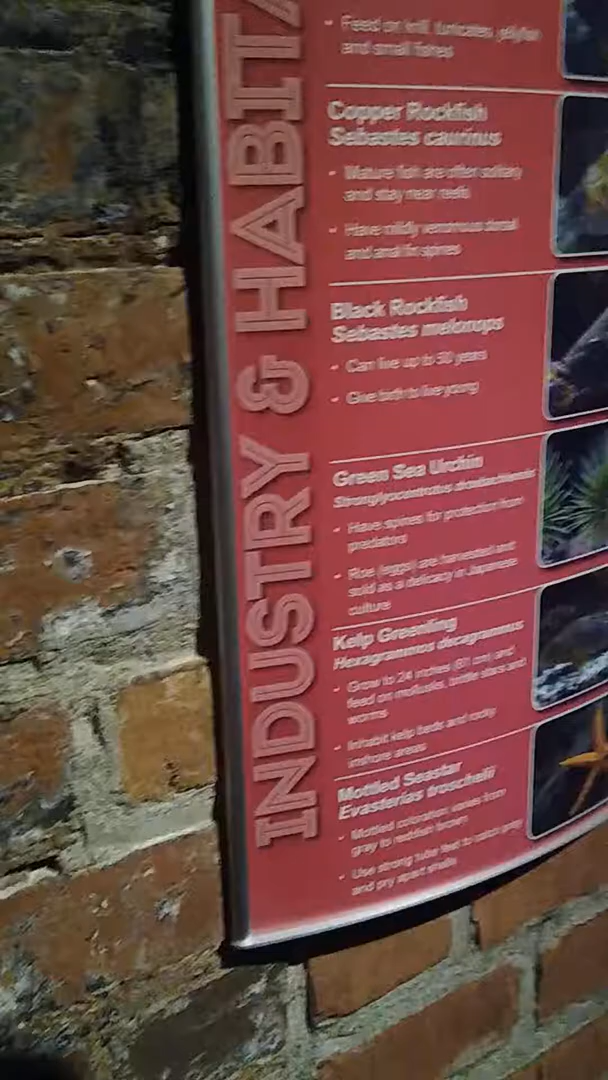 INDUSTRY & HABITA
• Feed on krill, tunicates, jellyfish
and small fishes
Copper Rockfish
Sebastes caurinus
• Mature fish are often solitary
and stay near reefs
• Have mildly venomous dorsal
and anal fin spines
Black Rockfish
Sebastes melonops
• Can live up to 50 years
• Give birth to live young
Green Sea Urchin
Strongylocentrotus droebachiensis
• Have spines for protection from
predators
• Roe (eggs) are harvested and
sold as a delicacy in Japanese
culture
Kelp Greenling
Hexagrammos decagrammus
• Grow to 24 inches (61 cm) and
feed on mollusks, brittle stars and
worms
• Inhabit kelp beds and rocky
inshore areas
Mottled Seastar
Evasterias troschelii
• Mottled coloration varies from
gray to reddish brown
• Use strong tube feet to grip
and pry apart shells